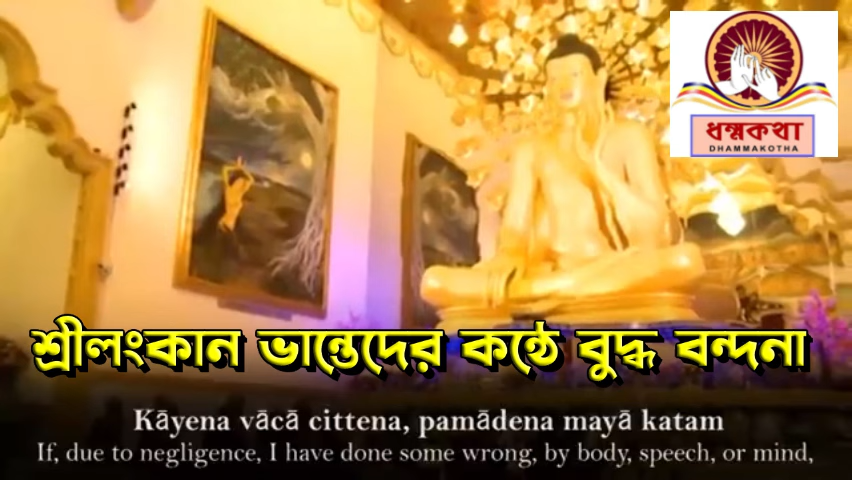 ধম্মকথা
DHAMMAKOTHA
শ্রীলংকান ভান্তেদের কন্ঠে বুদ্ধ বন্দনা
Kāyena vācā cittena, pamādena mayā katam
If, due to negligence, I have done some wrong, by body, speech, or mind,